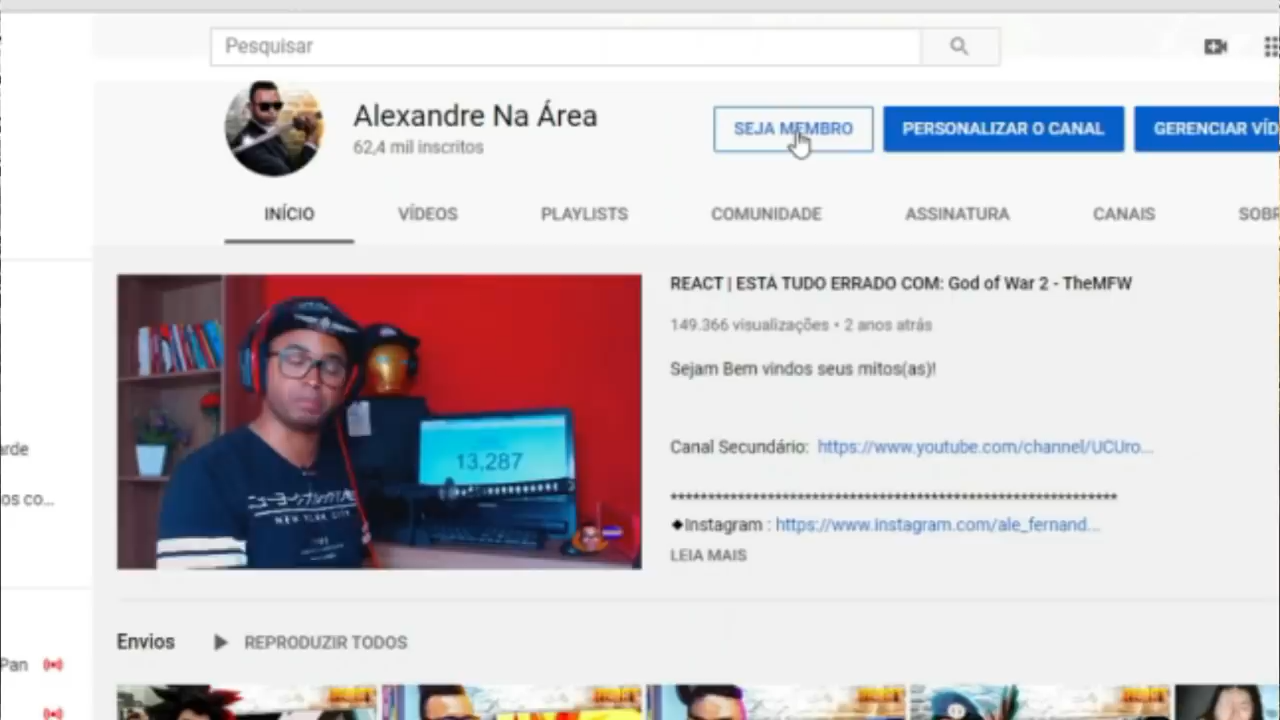 Pesquisar
Alexandre Na Área
62,4 mil inscritos
SEJA MEMBRO
PERSONALIZAR O CANAL
GERENCIAR VÍD
INÍCIO
VÍDEOS
PLAYLISTS
COMUNIDADE
ASSINATURA
CANAIS
SOBR
REACT | ESTÁ TUDO ERRADO COM: God of War 2 - TheMFW
149.366 visualizações • 2 anos atrás
Sejam Bem vindos seus mitos(as)!
Canal Secundário: https://www.youtube.com/channel/UCUro...
13,287
NEW YORK CITY
arde
os co...
◆Instagram : https://www.instagram.com/ale_fernand...
LEIA MAIS
Envios
REPRODUZIR TODOS
Pan